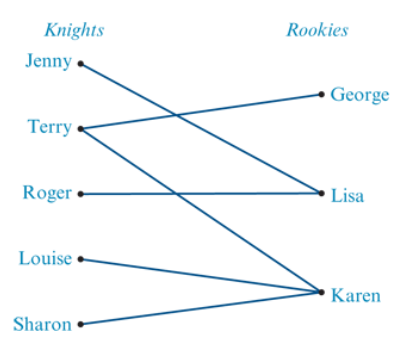 Knights
Rookies
Jenny
Terry
George
Roger
Lisa
Louise
Karen
Sharon